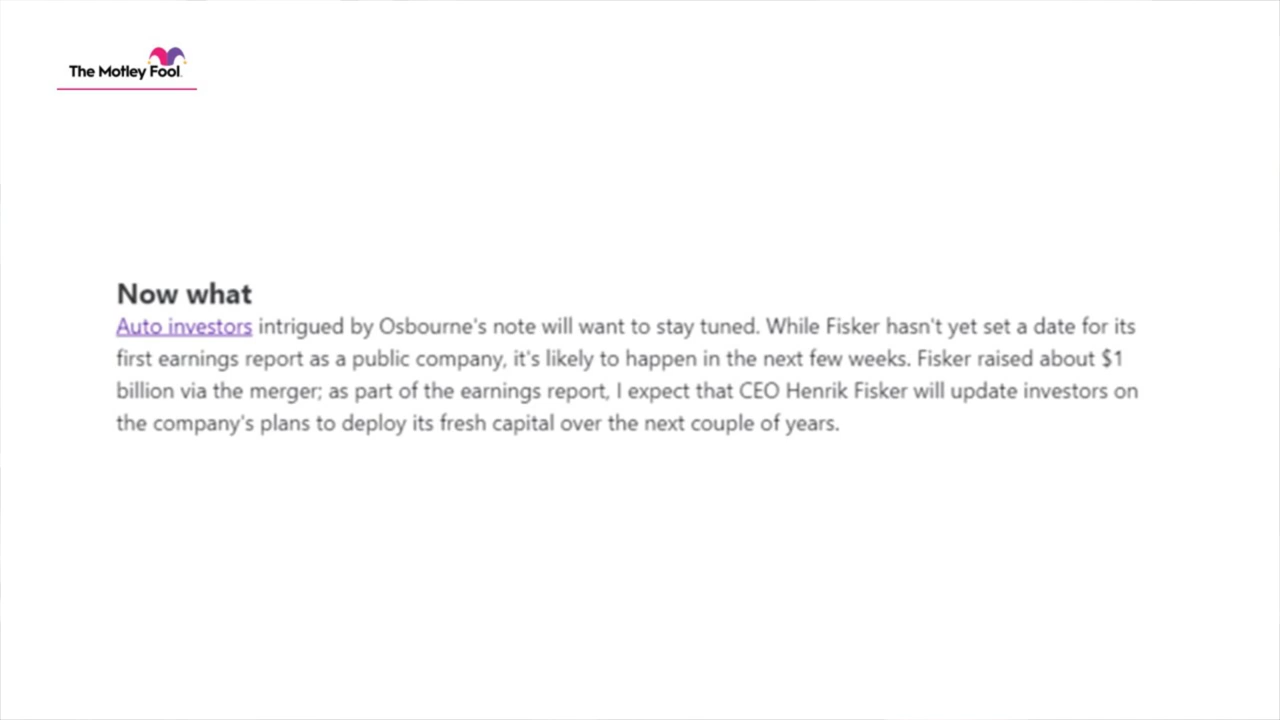 The Motley Fool.
Now what
Auto investors intrigued by Osbourne's note will want to stay tuned. While Fisker hasn't yet set a date for its
first earnings report as a public company, it's likely to happen in the next few weeks. Fisker raised about $1
billion via the merger; as part of the earnings report, I expect that CEO Henrik Fisker will update investors on
the company's plans to deploy its fresh capital over the next couple of years.